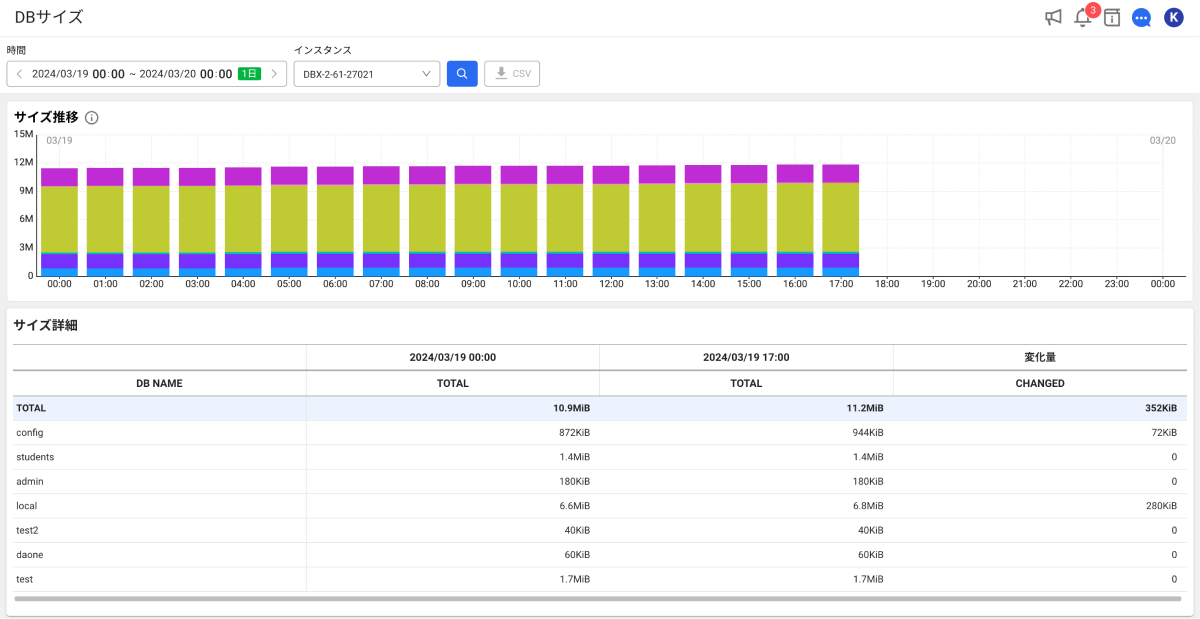 DBサイズ
3
K
時間
インスタンス
2024/03/19 00:00 ~ 2024/03/20 00:00 1日
DBX-2-61-27021
CSV
サイズ推移
15M
12M
9M
6M
3M
0
03/19
03/20
00:00 01:00 02:00 03:00 04:00 05:00 06:00 07:00 08:00 09:00 10:00 11:00 12:00 13:00 14:00 15:00 16:00 17:00 18:00 19:00 20:00 21:00 22:00 23:00 00:00
サイズ詳細
2024/03/19 00:00 2024/03/19 17:00 変化量
DB NAME TOTAL TOTAL CHANGED
TOTAL 10.9MiB 11.2MiB 352KiB
config 872KiB 944KiB 72KiB
students 1.4MiB 1.4MiB 0
admin 180KiB 180KiB 0
local 6.6MiB 6.8MiB 280KiB
test2 40KiB 40KiB 0
daone 60KiB 60KiB 0
test 1.7MiB 1.7MiB 0